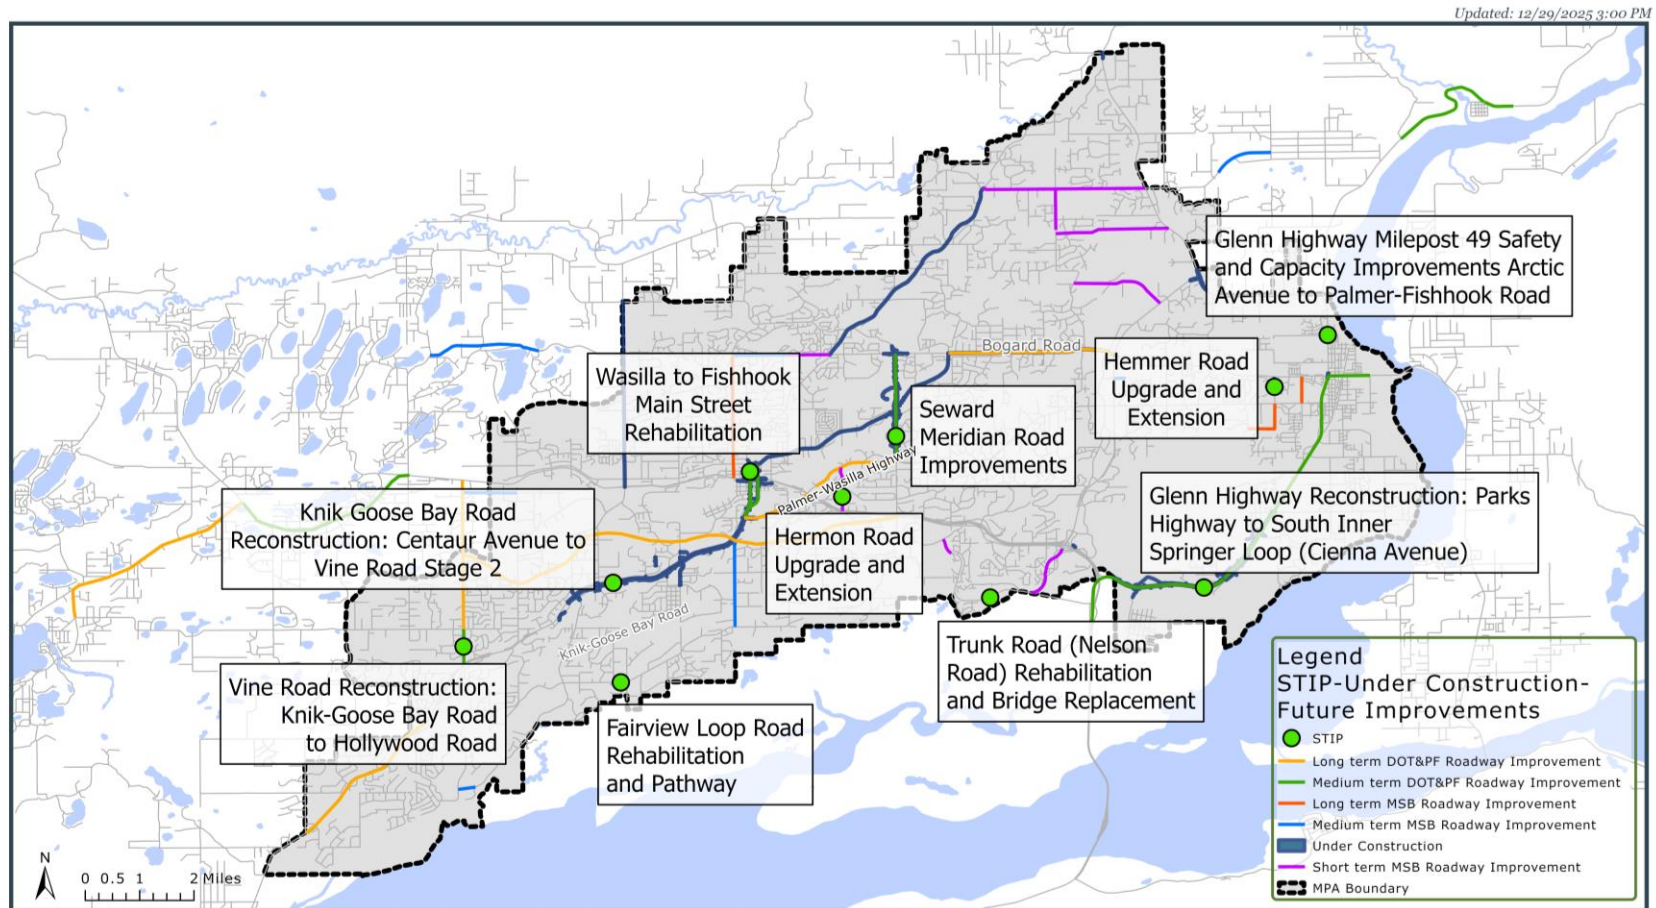 Updated: 12/29/2025 3:00 PM
Glenn Highway Milepost 49 Safety
and Capacity Improvements Arctic
Avenue to Palmer-Fishhook Road
Bogard Road
Hemmer Road
Upgrade and
Extension
Wasilla to Fishhook
Main Street
Rehabilitation
Seward
Meridian Road
Improvements
Palmer-Wasilla Highway
Glenn Highway Reconstruction: Parks
Highway to South Inner
Springer Loop (Cienna Avenue)
Knik Goose Bay Road
Reconstruction: Centaur Avenue to
Vine Road Stage 2
Hermon Road
Upgrade and
Extension
Knik-Goose Bay Road
Trunk Road (Nelson
Road) Rehabilitation
and Bridge Replacement
Vine Road Reconstruction:
Knik-Goose Bay Road
to Hollywood Road
Fairview Loop Road
Rehabilitation
and Pathway
Legend
STIP-Under Construction-
Future Improvements
STIP
Long term DOT&PF Roadway Improvement
Medium term DOT&PF Roadway Improvement
Long term MSB Roadway Improvement
Medium term MSB Roadway Improvement
Under Construction
Short term MSB Roadway Improvement
MPA Boundary
N
0 0.5 1 2 Miles